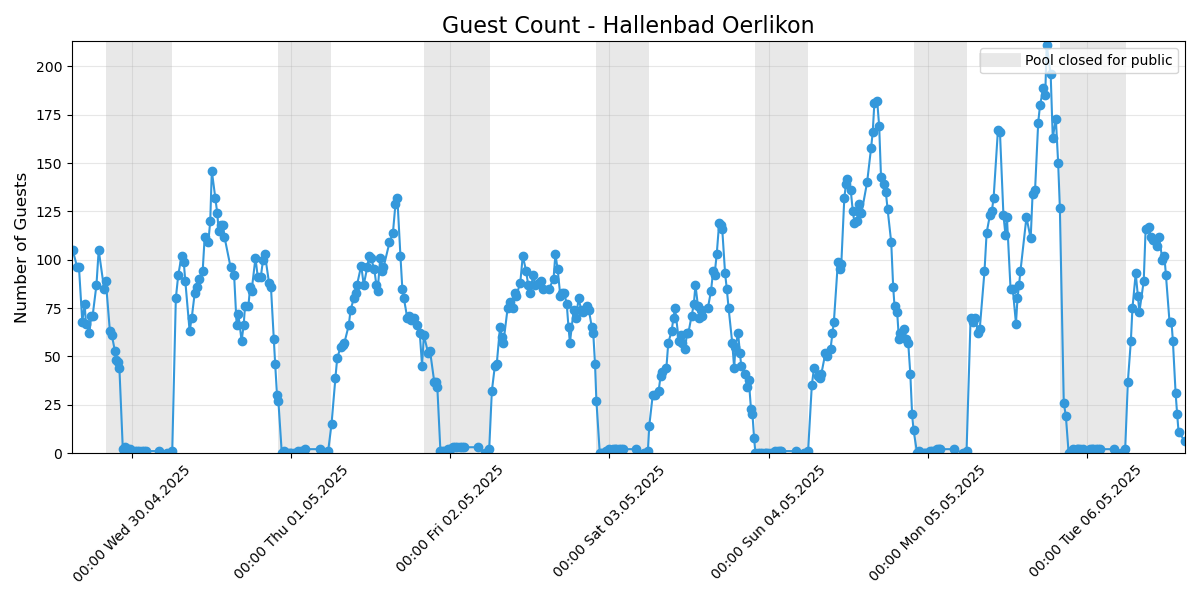 Guest Count - Hallenbad Oerlikon
Pool closed for public
Number of Guests
200
175
150
125
100
75
50
25
0
00:00 Wed 30.04.2025
00:00 Thu 01.05.2025
00:00 Fri 02.05.2025
00:00 Sat 03.05.2025
00:00 Sun 04.05.2025
00:00 Mon 05.05.2025
00:00 Tue 06.05.2025